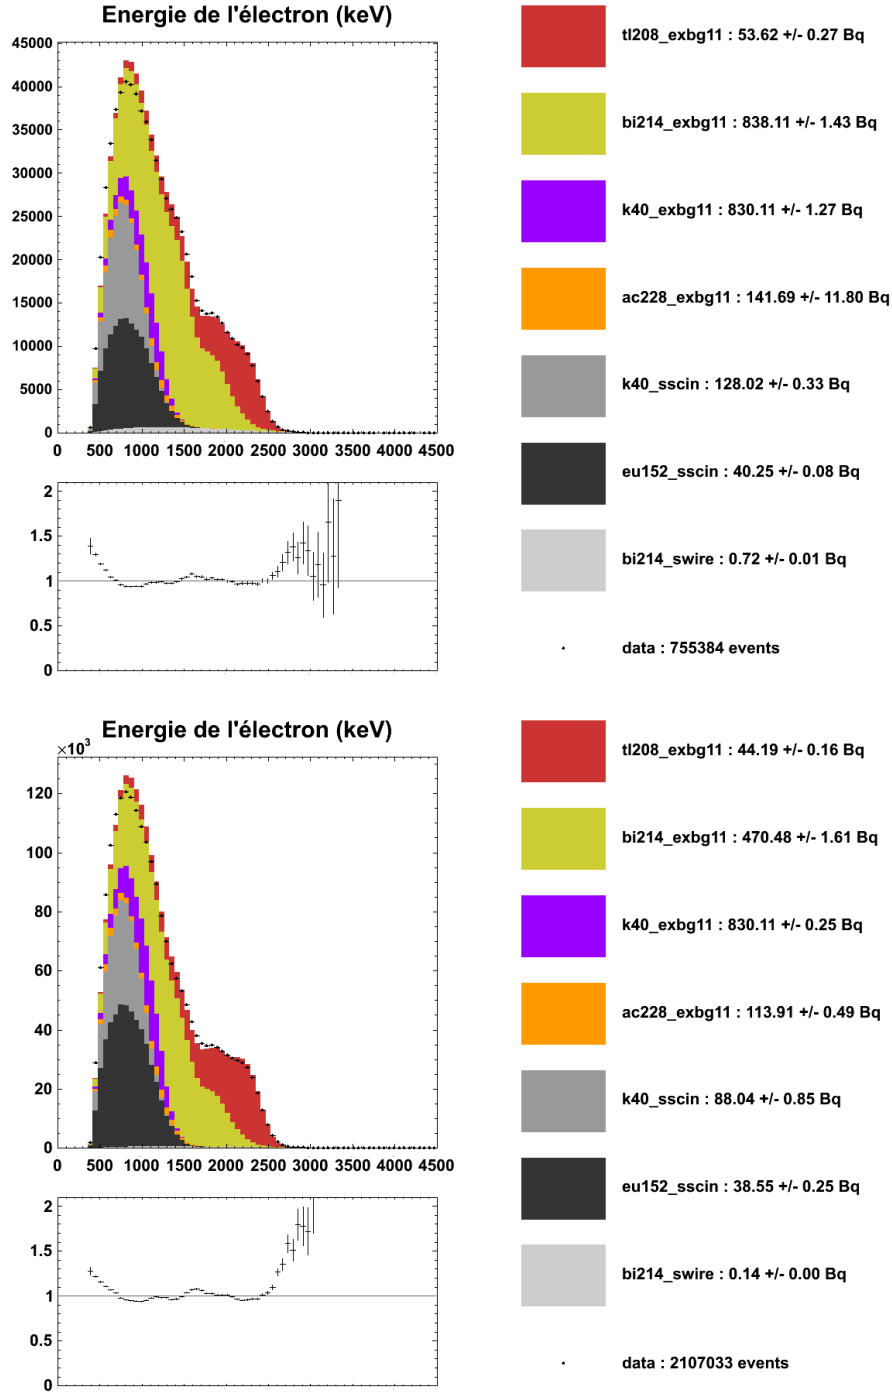 Energie de l'électron (keV)
45000
40000
35000
30000
25000
20000
15000
10000
5000
0
0 500 1000 1500 2000 2500 3000 3500 4000 4500
2
1.5
1
0.5
0
tl208_exbg11 : 53.62 +/- 0.27 Bq
bi214_exbg11 : 838.11 +/- 1.43 Bq
k40_exbg11 : 830.11 +/- 1.27 Bq
ac228_exbg11 : 141.69 +/- 11.80 Bq
k40_sscin : 128.02 +/- 0.33 Bq
eu152_sscin : 40.25 +/- 0.08 Bq
bi214_swire : 0.72 +/- 0.01 Bq
data : 755384 events
Energie de l'électron (keV)
×10³
120
100
80
60
40
20
0
0 500 1000 1500 2000 2500 3000 3500 4000 4500
2
1.5
1
0.5
0
tl208_exbg11 : 44.19 +/- 0.16 Bq
bi214_exbg11 : 470.48 +/- 1.61 Bq
k40_exbg11 : 830.11 +/- 0.25 Bq
ac228_exbg11 : 113.91 +/- 0.49 Bq
k40_sscin : 88.04 +/- 0.85 Bq
eu152_sscin : 38.55 +/- 0.25 Bq
bi214_swire : 0.14 +/- 0.00 Bq
data : 2107033 events